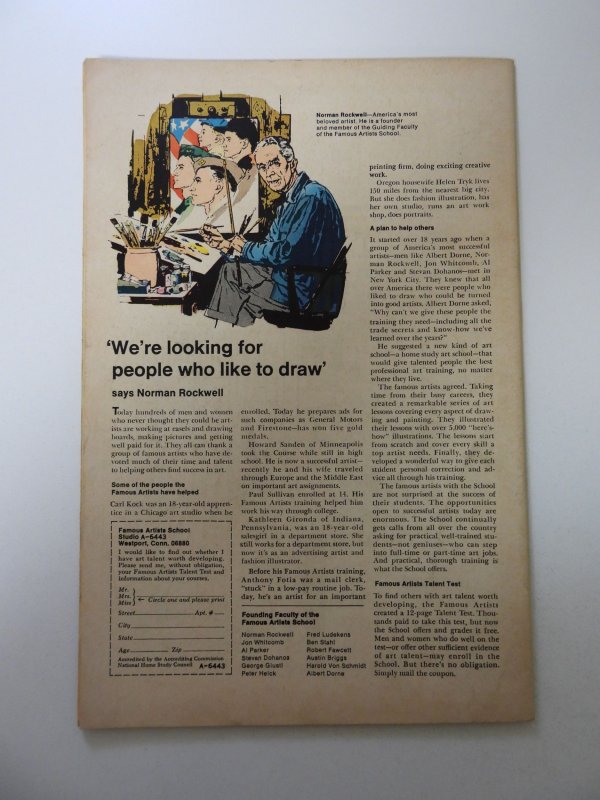 Norman Rockwell—America's most
beloved artist. He is a founder
and member of the Guiding Faculty
of the Famous Artists School.
'We're looking for
people who like to draw'
says Norman Rockwell
Today hundreds of men and women
who never thought they could be art-
ists are working at easels and drawing
boards, making pictures and getting
well paid for it. They all can thank a
group of famous artists who have de-
voted much of their time and talent
to helping others find success in art.
Some of the people the
Famous Artists have helped
Carl Kock was an 18-year-old appren-
tice in a Chicago art studio when he
Famous Artists School
Studio A-6443
Westport, Conn. 06880
I would like to find out whether I
have art talent worth developing.
Please send me, without obligation,
your Famous Artists Talent Test and
information about your courses.
Mr.
Mrs.
Miss
← Circle one and please print
Street Apt. #
City
State
Age Zip
Accredited by the Accrediting Commission
National Home Study Council A-6443
enrolled. Today he prepares ads for
such companies as General Motors
and Firestone—has won five gold
medals.
Howard Sanden of Minneapolis
took the Course while still in high
school. He is now a successful artist—
recently he and his wife traveled
through Europe and the Middle East
on important art assignments.
Paul Sullivan enrolled at 14. His
Famous Artists training helped him
work his way through college.
Kathleen Gironda of Indiana,
Pennsylvania, was an 18-year-old
salesgirl in a department store. She
still works for a department store, but
now it's as an advertising artist and
fashion illustrator.
Before his Famous Artists training,
Anthony Fotia was a mail clerk,
"stuck" in a low-pay routine job. To-
day, he's an artist for an important
Founding Faculty of the
Famous Artists School
Norman Rockwell
Jon Whitcomb
Al Parker
Stevan Dohanos
George Giusti
Peter Helck
Fred Ludekens
Ben Stahl
Robert Fawcett
Austin Briggs
Harold Von Schmidt
Albert Dorne
printing firm, doing exciting creative
work.
Oregon housewife Helen Tryk lives
150 miles from the nearest big city.
But she does fashion illustration, has
her own studio, runs an art work
shop, does portraits.
A plan to help others
It started over 18 years ago when a
group of America's most successful
artists—men like Albert Dorne, Nor-
man Rockwell, Jon Whitcomb, Al
Parker and Stevan Dohanos—met in
New York City. They knew that all
over America there were people who
liked to draw who could be turned
into good artists. Albert Dorne asked,
"Why can't we give these people the
training they need—including all the
trade secrets and know-how we've
learned over the years?"
He suggested a new kind of art
school—a home study art school—that
would give talented people the best
professional art training, no matter
where they live.
The famous artists agreed. Taking
time from their busy careers, they
created a remarkable series of art
lessons covering every aspect of draw-
ing and painting. They illustrated
their lessons with over 5,000 "here's-
how" illustrations. The lessons start
from scratch and cover every skill a
top artist needs. Finally, they de-
veloped a wonderful way to give each
student personal correction and ad-
vice all through his training.
The famous artists with the School
are not surprised at the success of
their students. The opportunities
open to successful artists today are
enormous. The School continually
gets calls from all over the country
asking for practical well-trained stu-
dents—not geniuses—who can step
into full-time or part-time art jobs.
And practical, thorough training is
what the School offers.
Famous Artists Talent Test
To find others with art talent worth
developing, the Famous Artists
created a 12-page Talent Test. Thou-
sands paid to take this test, but now
the School offers and grades it free.
Men and women who do well on the
test—or offer other sufficient evidence
of art talent—may enroll in the
School. But there's no obligation.
Simply mail the coupon.